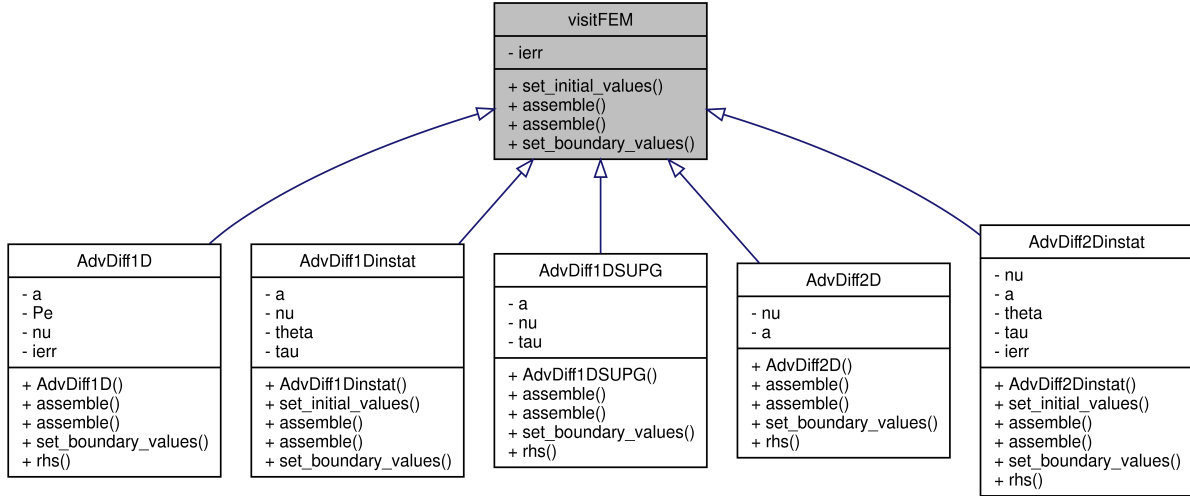 visitFEM
- ierr
+ set_initial_values()
+ assemble()
+ assemble()
+ set_boundary_values()
AdvDiff1D
- a
- Pe
- nu
- ierr
+ AdvDiff1D()
+ assemble()
+ assemble()
+ set_boundary_values()
+ rhs()
AdvDiff1Dinstat
- a
- nu
- theta
- tau
+ AdvDiff1Dinstat()
+ set_initial_values()
+ assemble()
+ assemble()
+ set_boundary_values()
AdvDiff1DSUPG
- a
- nu
- tau
+ AdvDiff1DSUPG()
+ assemble()
+ assemble()
+ set_boundary_values()
+ rhs()
AdvDiff2D
- nu
- a
+ AdvDiff2D()
+ assemble()
+ assemble()
+ set_boundary_values()
+ rhs()
AdvDiff2Dinstat
- nu
- a
- theta
- tau
- ierr
+ AdvDiff2Dinstat()
+ set_initial_values()
+ assemble()
+ assemble()
+ set_boundary_values()
+ rhs()